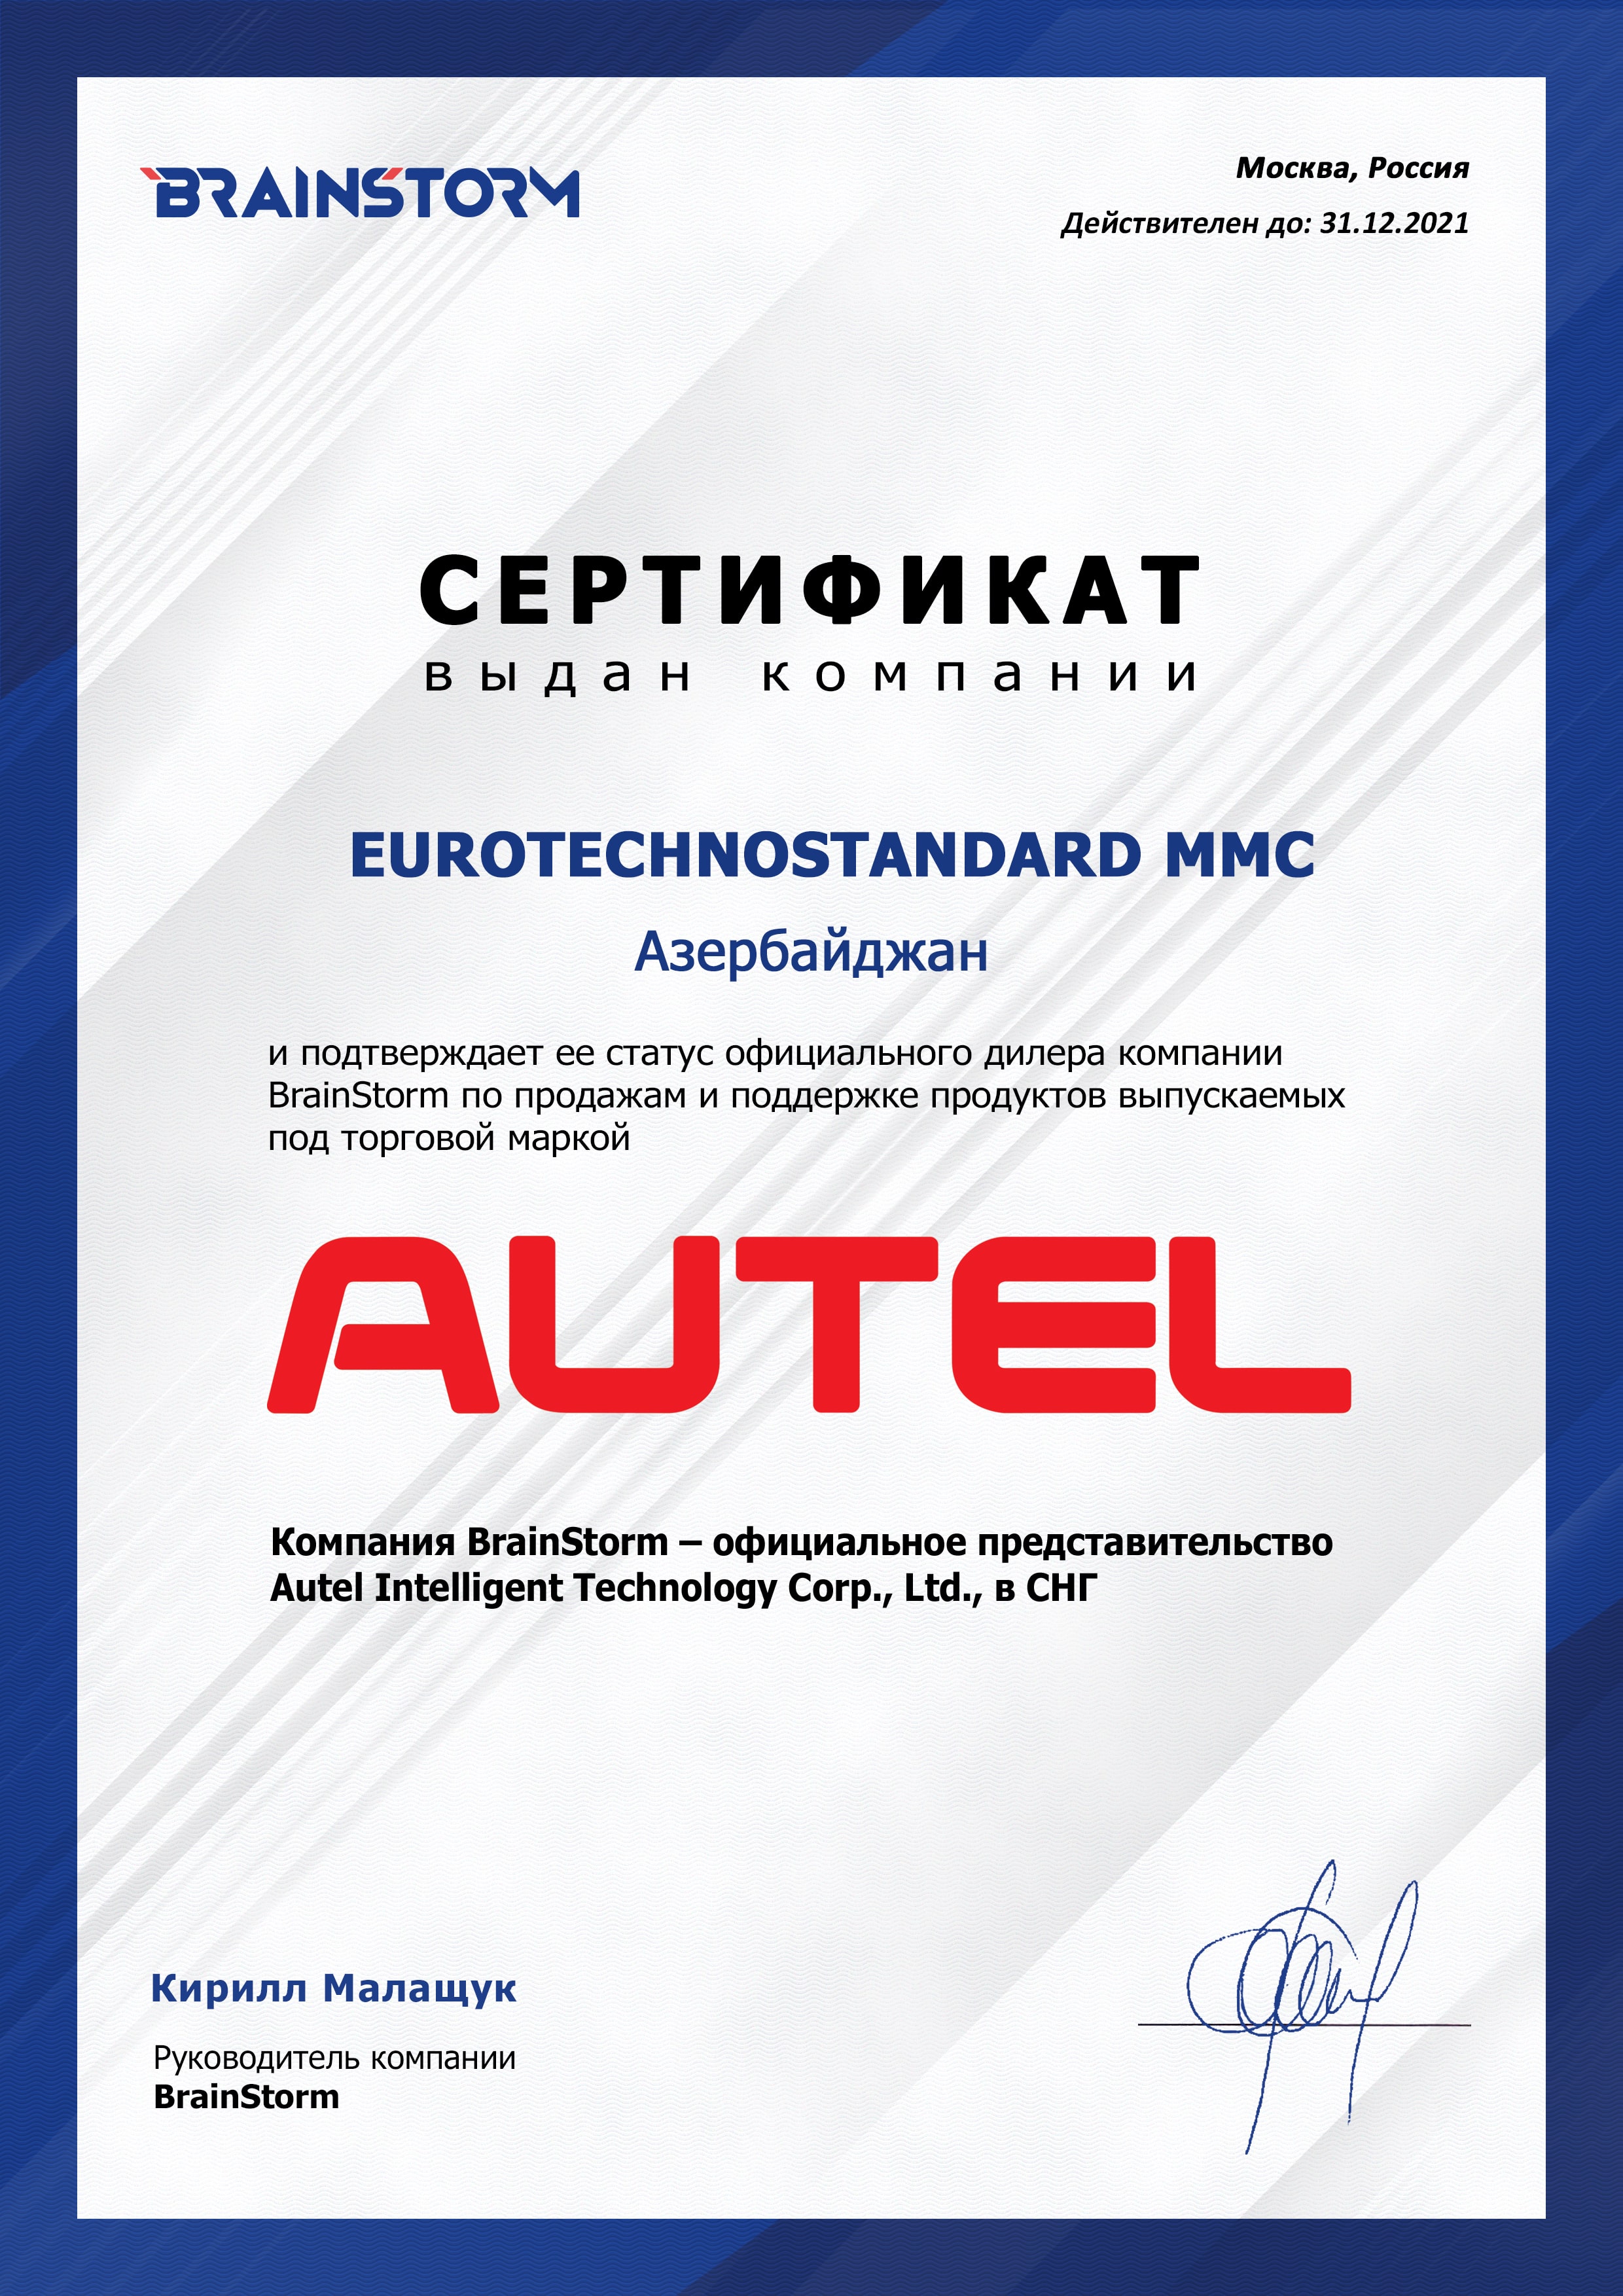 BRAINSTORM
Москва, Россия
Действителен до: 31.12.2021
СЕРТИФИКАТ
выдан компании
EUROTECHNOSTANDARD MMC
Азербайджан
и подтверждает ее статус официального дилера компании
BrainStorm по продажам и поддержке продуктов выпускаемых
под торговой маркой
AUTEL
Компания BrainStorm – официальное представительство
Autel Intelligent Technology Corp., Ltd., в СНГ
Кирилл Малащук
Руководитель компании
BrainStorm